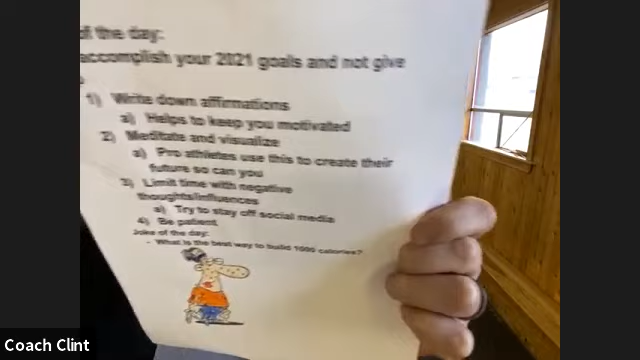 of the day:
accomplish your 2021 goals and not give
1) Write down affirmations
a) Helps to keep you motivated
2) Meditate and visualize
a) Pro athletes use this to create their
future so can you
3) Limit time with negative
thoughts/influences
a) Try to stay off social media
4) Be patient
Joke of the day:
- What is the best way to build 1000 calories?
Coach Clint